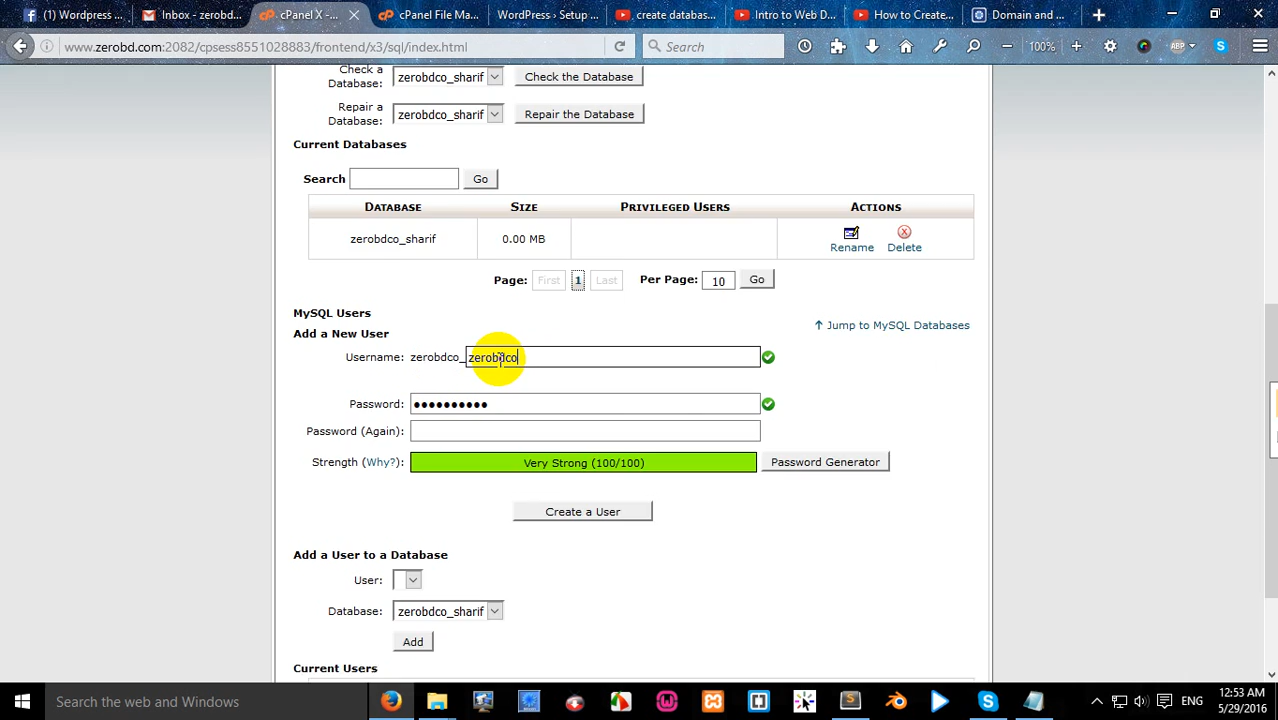 Wordpress ›
Inbox - zerobd...
cPanel X -...
cPanel File Ma...
WordPress › Setup ...
create databas...
Intro to Web D...
How to Create...
Domain and ...
www.zerobd.com:2082/cpsess8551028883/frontend/x3/sql/index.html
Search
100%
ABP
Check a Database:
zerobdco_sharif
Check the Database
Repair a Database:
zerobdco_sharif
Repair the Database
Current Databases
Search
Go
DATABASE SIZE PRIVILEGED USERS ACTIONS
zerobdco_sharif 0.00 MB Rename Delete
Page: First 1 Last Per Page: 10 Go
MySQL Users
Add a New User
Jump to MySQL Databases
Username: zerobdco_ zerobdco
Password: ●●●●●●●●●●
Password (Again):
Strength (Why?): Very Strong (100/100) Password Generator
Create a User
Add a User to a Database
User:
Database: zerobdco_sharif
Add
Current Users
Search the web and Windows
ENG
12:53 AM
5/29/2016